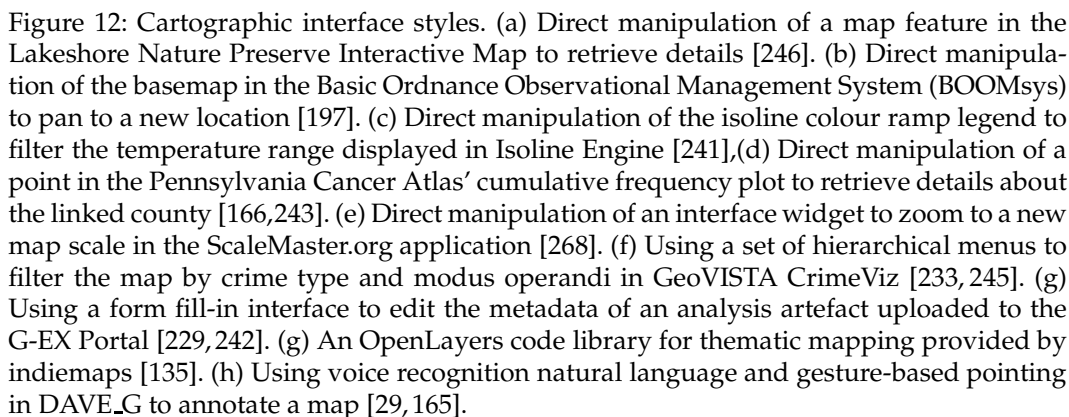 Figure 12: Cartographic interface styles. (a) Direct manipulation of a map feature in the
Lakeshore Nature Preserve Interactive Map to retrieve details [246]. (b) Direct manipula-
tion of the basemap in the Basic Ordnance Observational Management System (BOOMsys)
to pan to a new location [197]. (c) Direct manipulation of the isoline colour ramp legend to
filter the temperature range displayed in Isoline Engine [241],(d) Direct manipulation of a
point in the Pennsylvania Cancer Atlas' cumulative frequency plot to retrieve details about
the linked county [166,243]. (e) Direct manipulation of an interface widget to zoom to a new
map scale in the ScaleMaster.org application [268]. (f) Using a set of hierarchical menus to
filter the map by crime type and modus operandi in GeoVISTA CrimeViz [233, 245]. (g)
Using a form fill-in interface to edit the metadata of an analysis artefact uploaded to the
G-EX Portal [229,242]. (g) An OpenLayers code library for thematic mapping provided by
indiemaps [135]. (h) Using voice recognition natural language and gesture-based pointing
in DAVE_G to annotate a map [29,165].